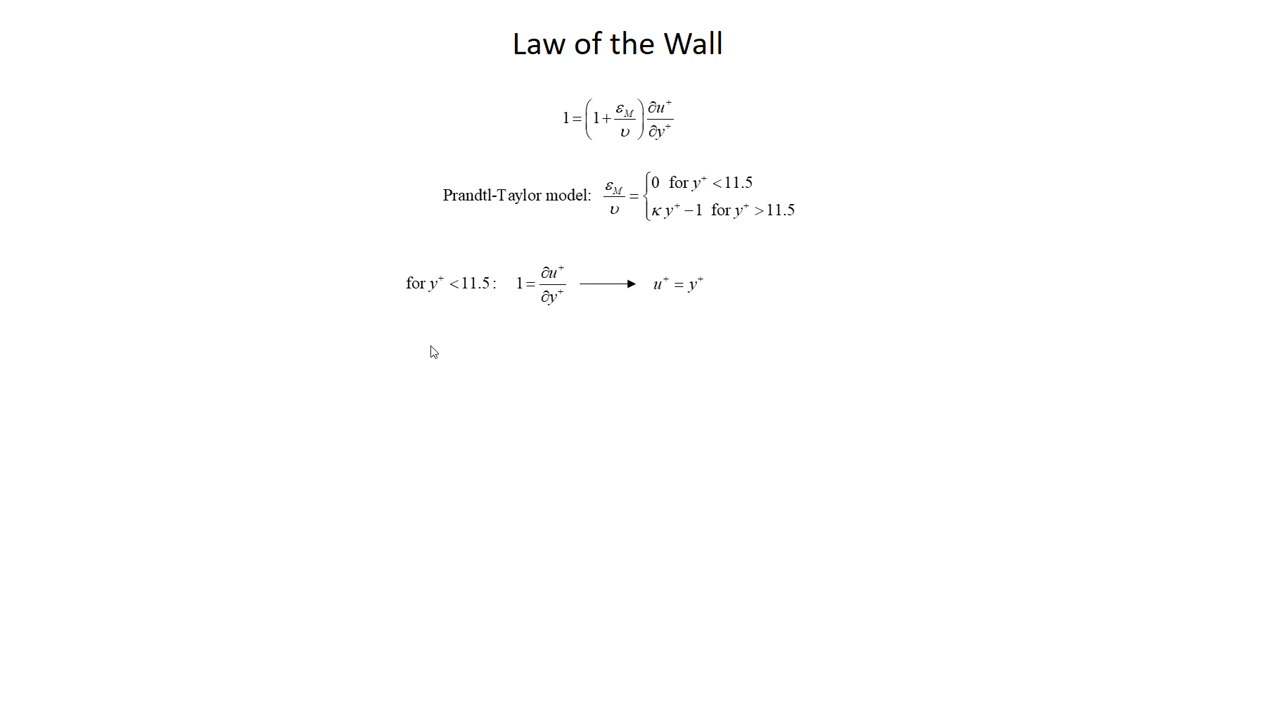 Law of the Wall
1 = (1 + ε_M/υ) ∂u⁺/∂y⁺
Prandtl-Taylor model: ε_M/υ = { 0 for y⁺ < 11.5
κ y⁺ − 1 for y⁺ > 11.5
for y⁺ < 11.5: 1 = ∂u⁺/∂y⁺ → u⁺ = y⁺